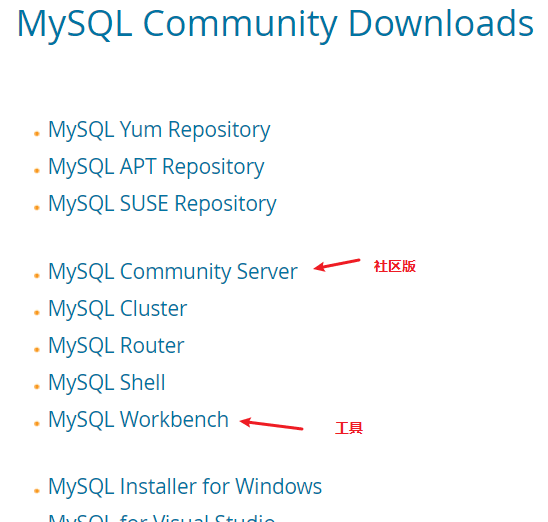 MySQL Community Downloads
MySQL Yum Repository
MySQL APT Repository
MySQL SUSE Repository
MySQL Community Server
社区版
MySQL Cluster
MySQL Router
MySQL Shell
MySQL Workbench
工具
MySQL Installer for Windows
MySQL for Visual Studio